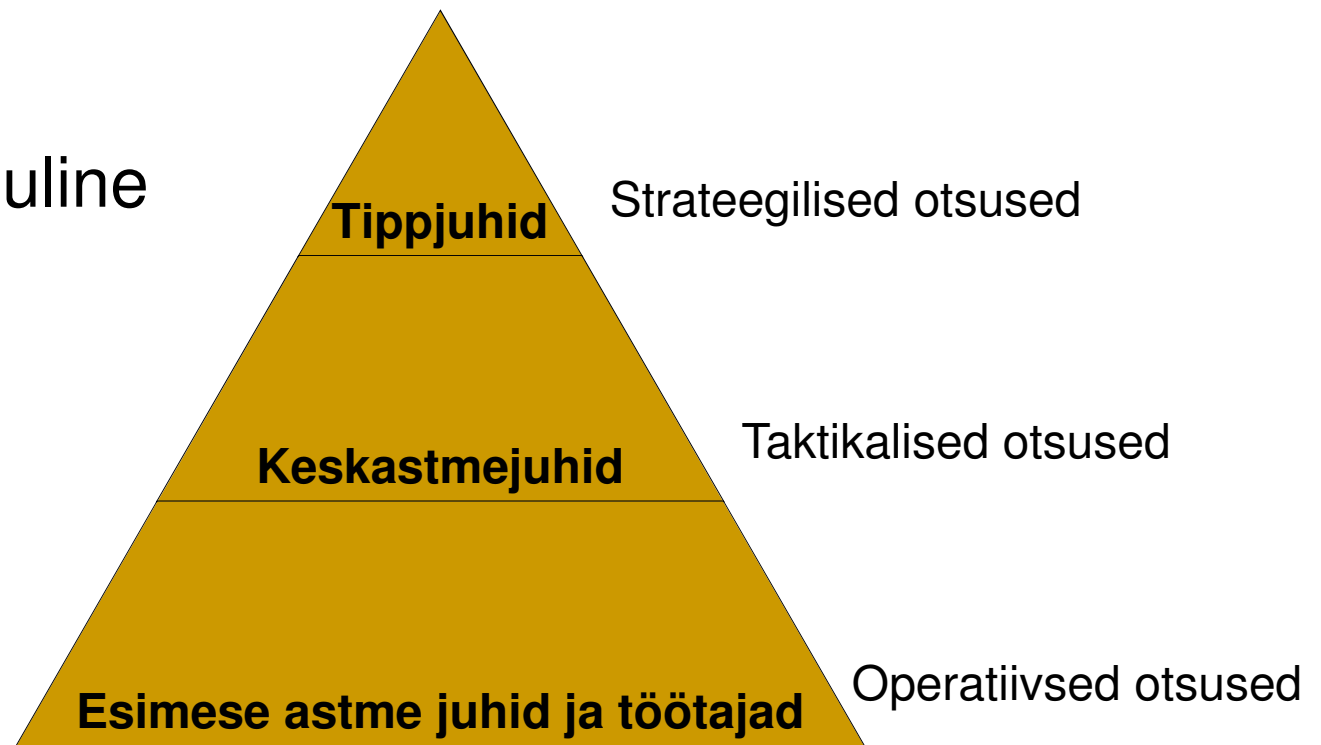 uline
Strateegilised otsused
Tippjuhid
Taktikalised otsused
Keskastmejuhid
Operatiivsed otsused
Esimese astme juhid ja töötajad